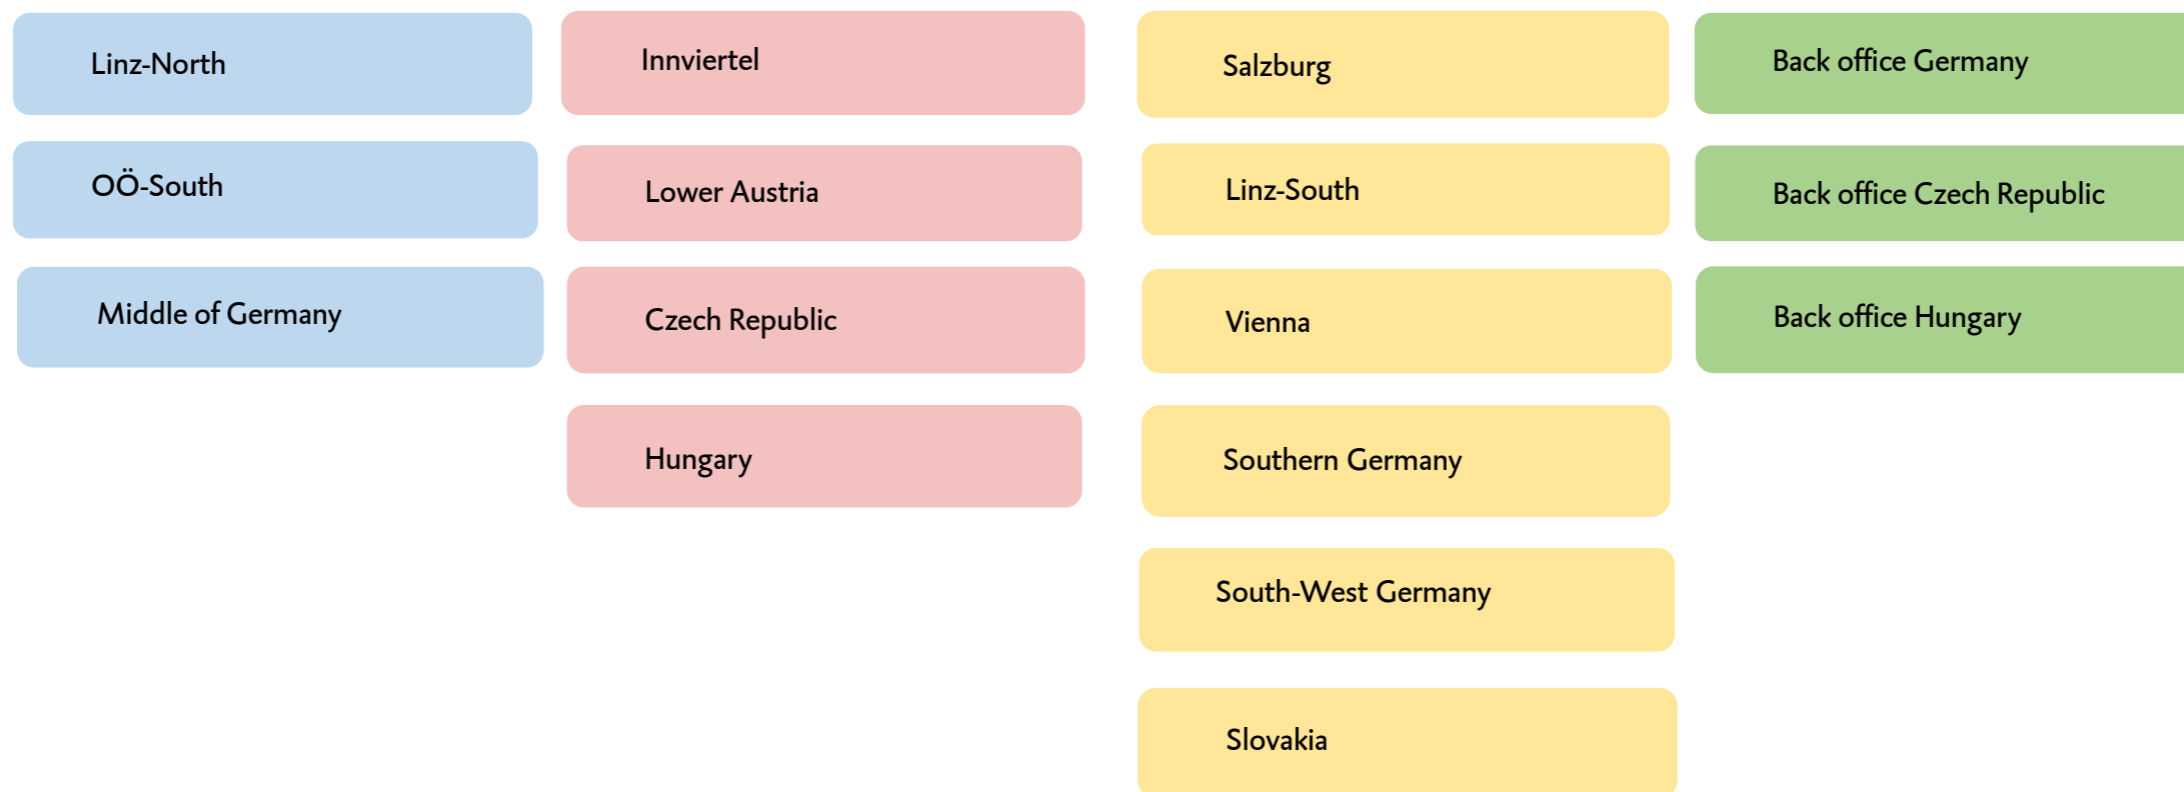 Linz-North
OÖ-South
Middle of Germany
Innviertel
Lower Austria
Czech Republic
Hungary
Salzburg
Linz-South
Vienna
Southern Germany
South-West Germany
Slovakia
Back office Germany
Back office Czech Republic
Back office Hungary